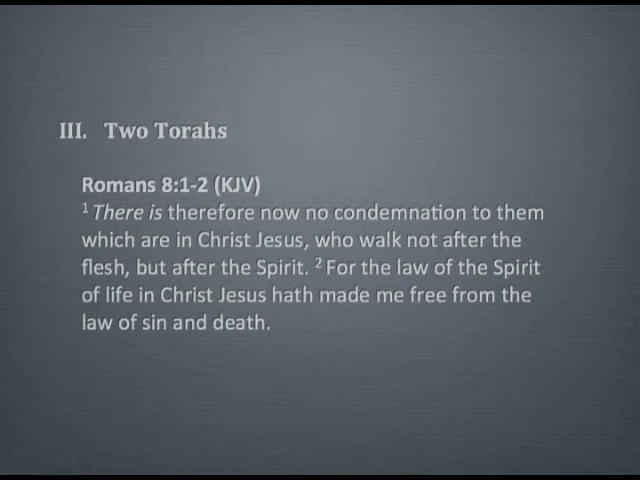 III. Two Torahs
Romans 8:1-2 (KJV)
1 There is therefore now no condemnation to them
which are in Christ Jesus, who walk not after the
flesh, but after the Spirit. 2 For the law of the Spirit
of life in Christ Jesus hath made me free from the
law of sin and death.